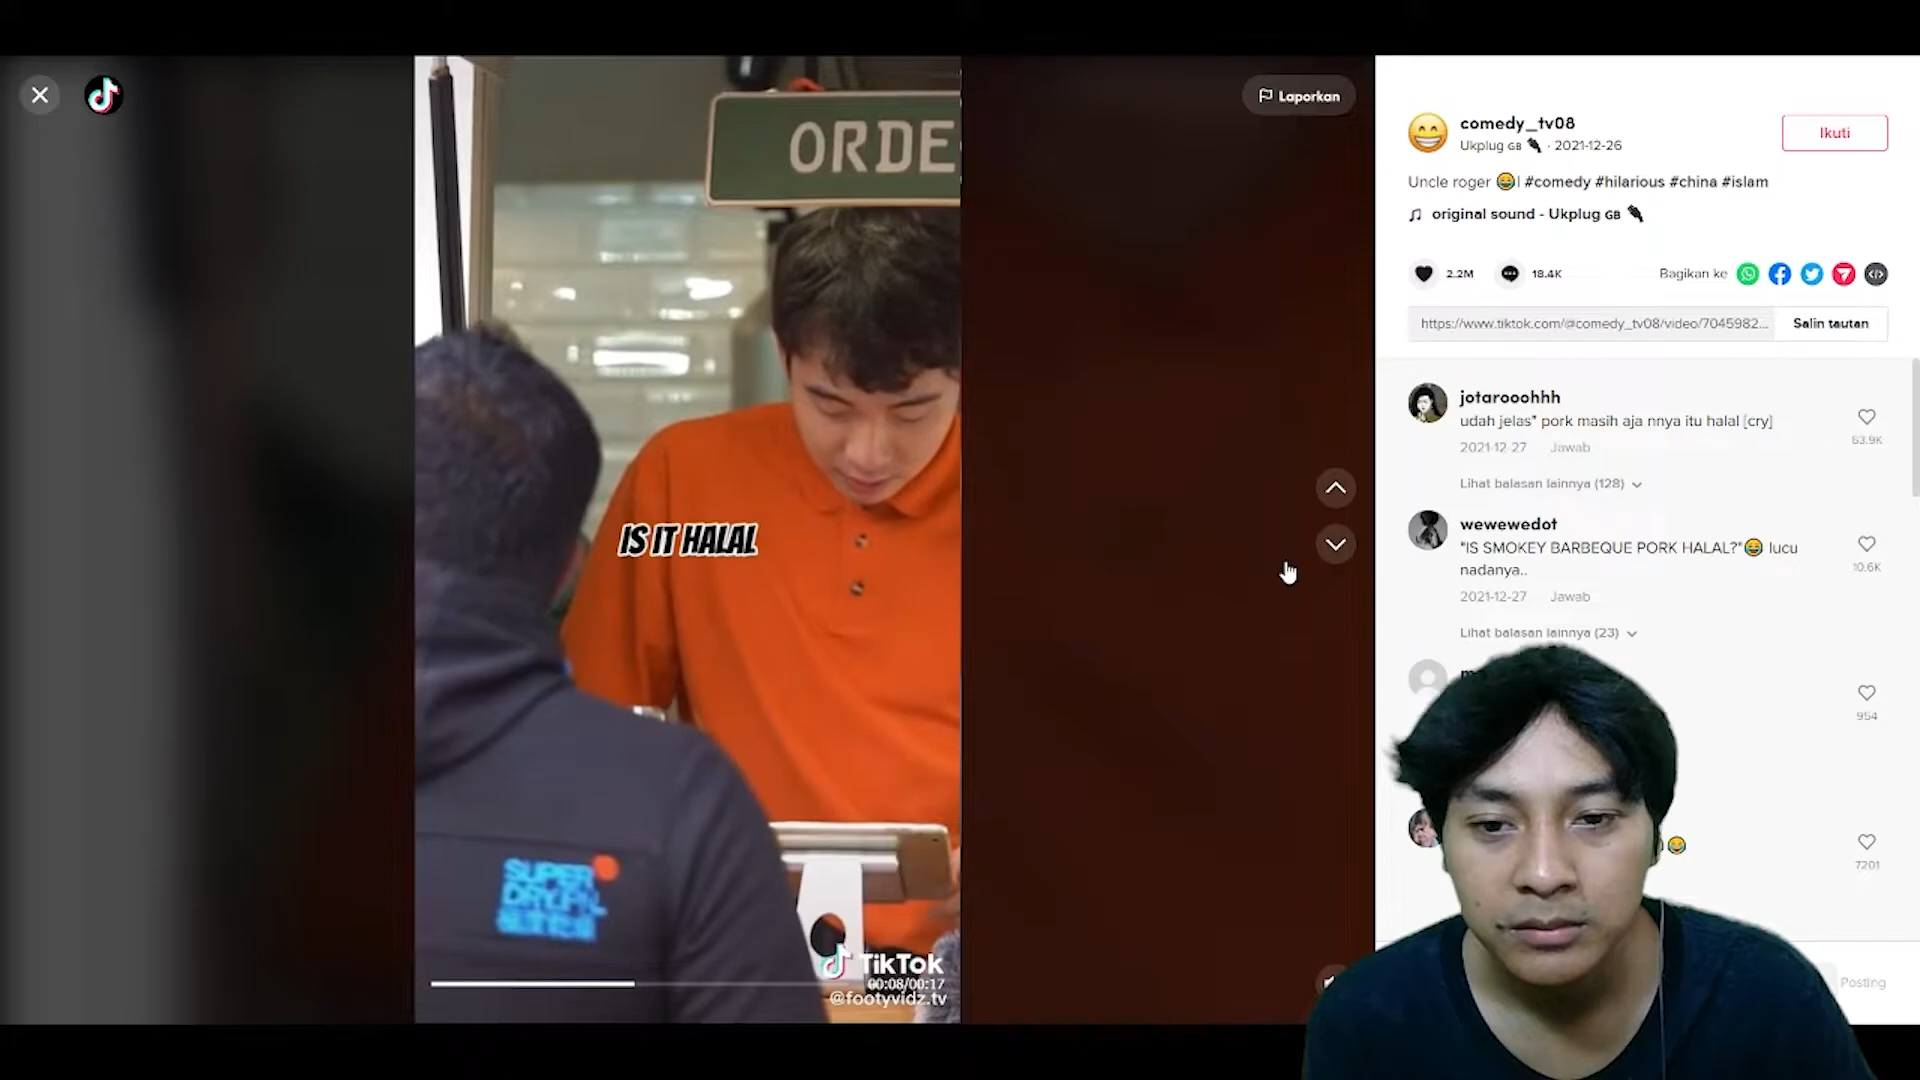 Laporkan
ORDE
IS IT HALAL
SUPER
DRY
TikTok
00:08/00:17
@footyvidz.tv
comedy_tv08
Ukplug GB · 2021-12-26
Ikuti
Uncle roger 😂| #comedy #hilarious #china #islam
original sound - Ukplug GB
2.2M
18.4K
Bagikan ke
https://www.tiktok.com/@comedy_tv08/video/7045982...
Salin tautan
jotarooohhh
udah jelas" pork masih aja nnya itu halal [cry]
63.9K
2021-12-27 Jawab
Lihat balasan lainnya (128)
wewewedot
"IS SMOKEY BARBEQUE PORK HALAL?"😂 lucu
nadanya..
10.6K
2021-12-27 Jawab
Lihat balasan lainnya (23)
954
😂
7201
Posting